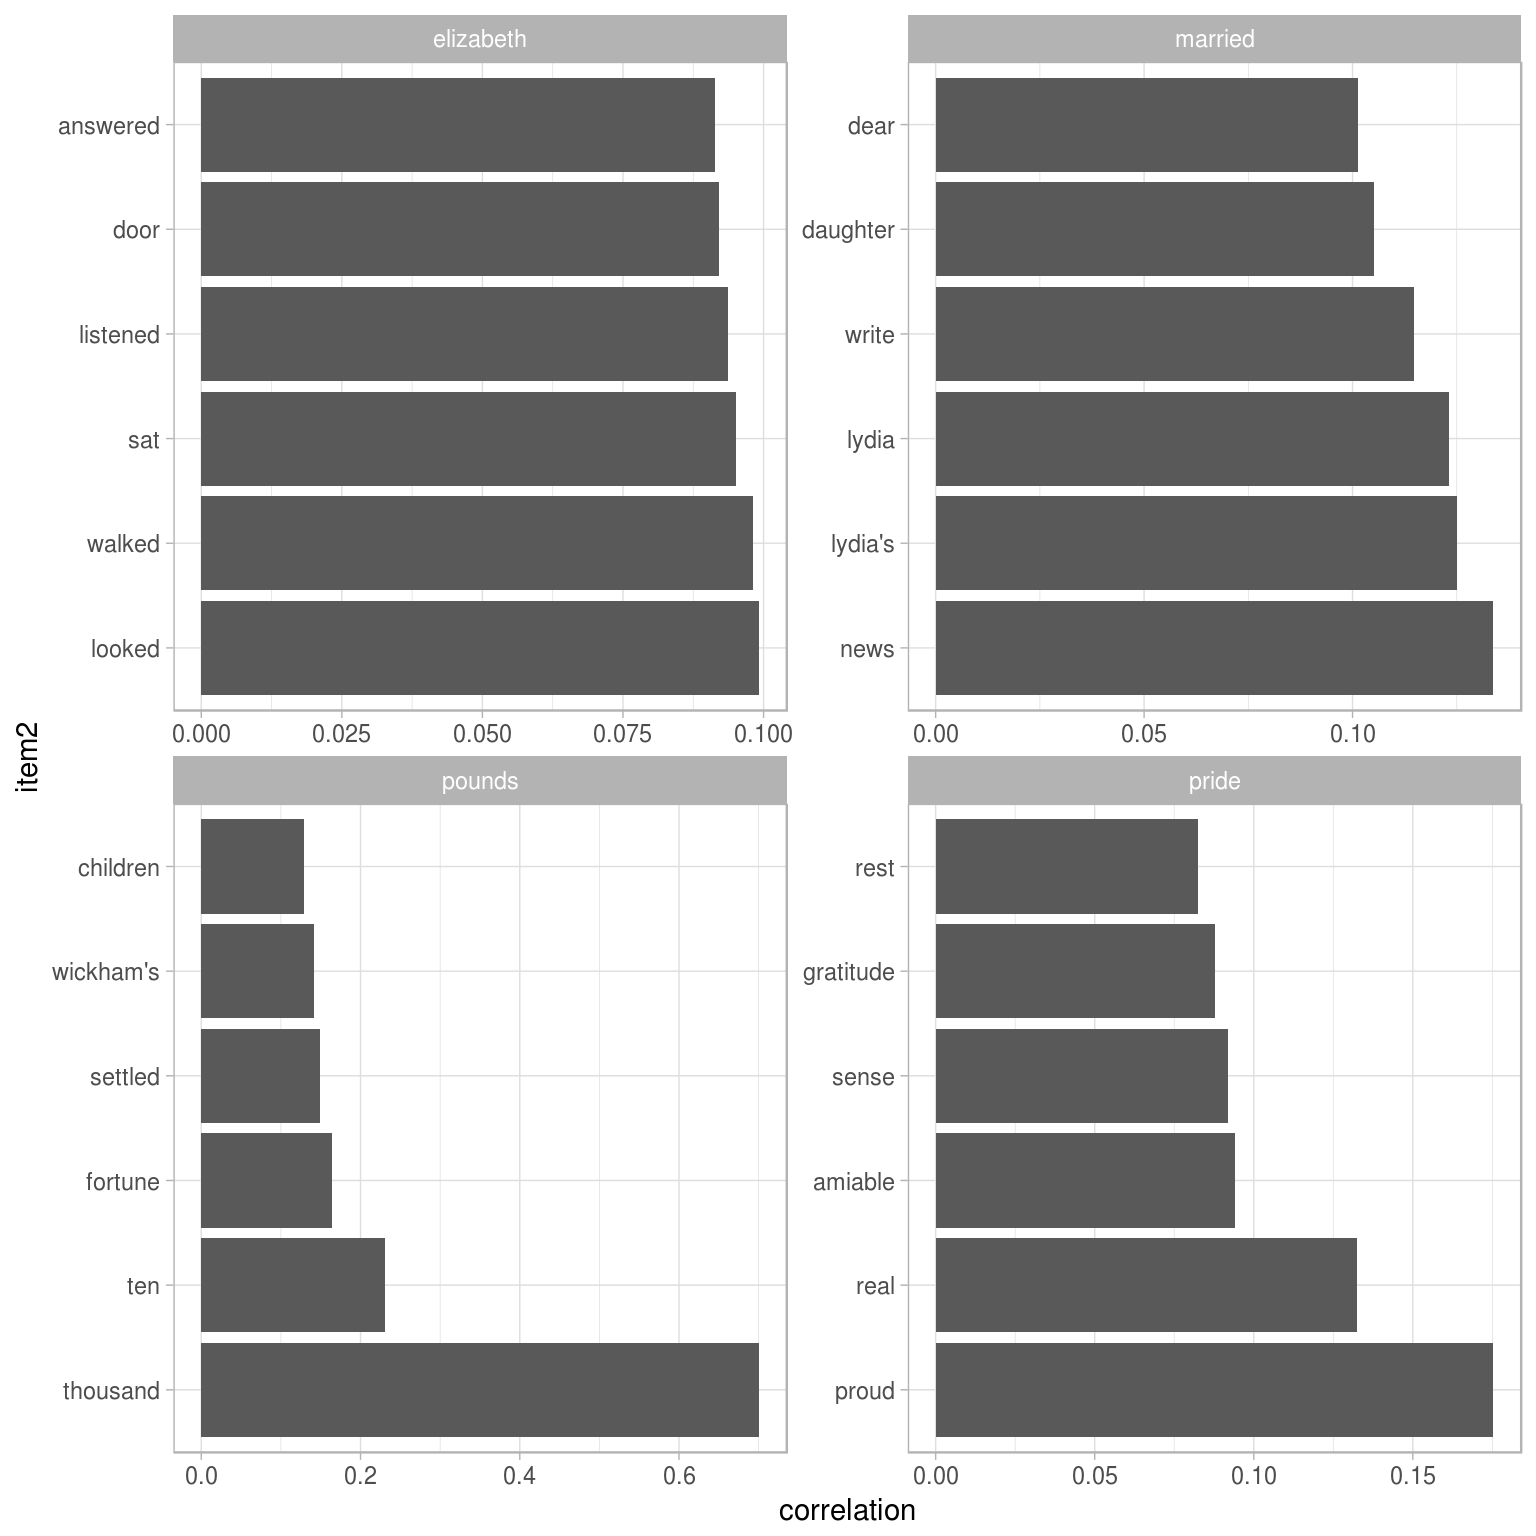 elizabeth
answered
door
listened
sat
walked
looked
0.000 0.025 0.050 0.075 0.100
married
dear
daughter
write
lydia
lydia's
news
0.00 0.05 0.10
pounds
children
wickham's
settled
fortune
ten
thousand
0.0 0.2 0.4 0.6
pride
rest
gratitude
sense
amiable
real
proud
0.00 0.05 0.10 0.15
item2
correlation